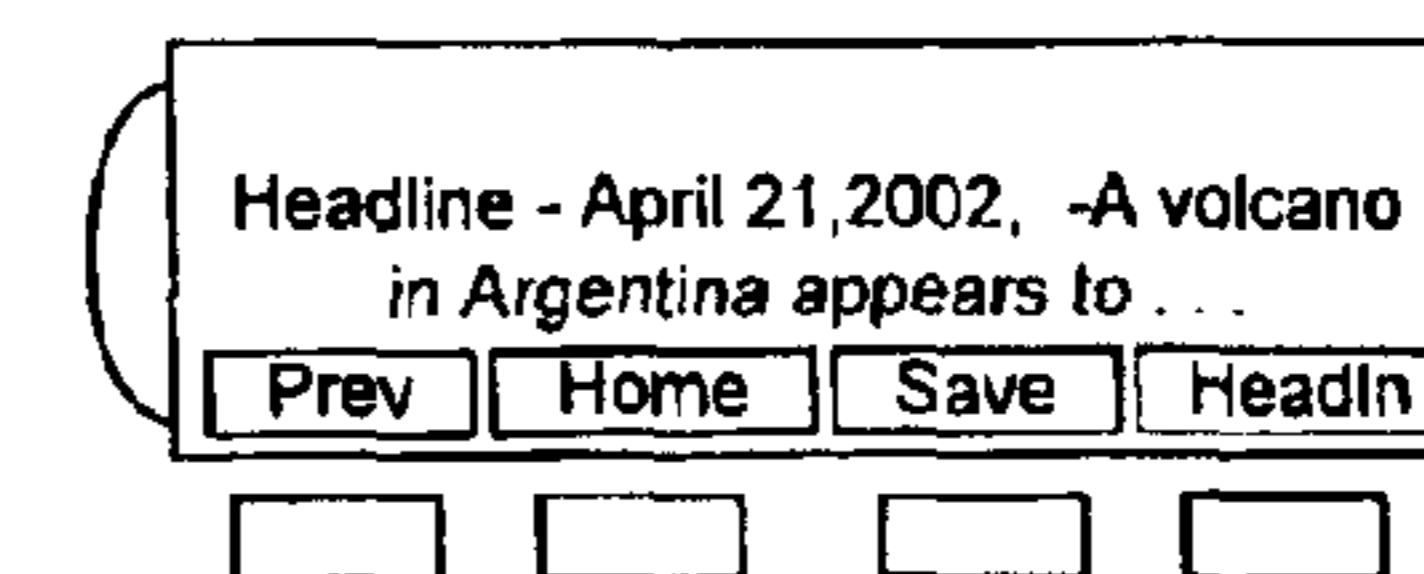 Headline - April 21,2002, -A volcano
in Argentina appears to . . .
Prev Home Save Headln